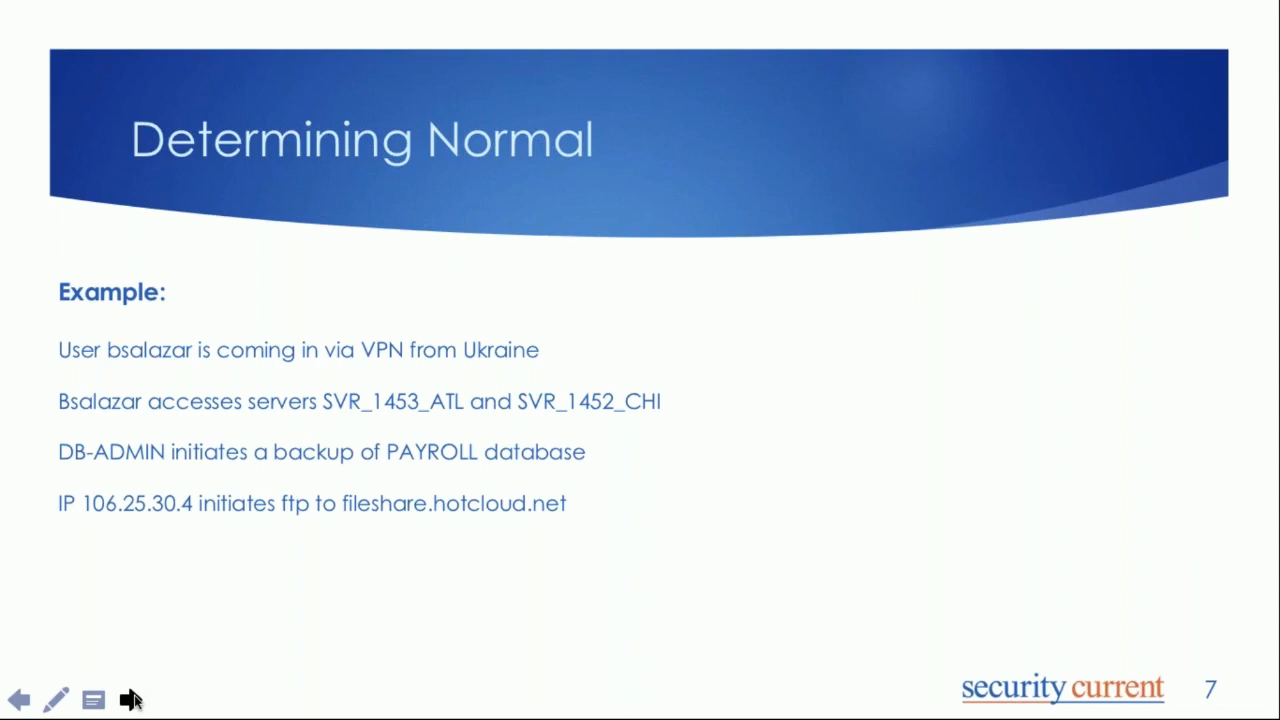 Determining Normal
Example:
User bsalazar is coming in via VPN from Ukraine
Bsalazar accesses servers SVR_1453_ATL and SVR_1452_CHI
DB-ADMIN initiates a backup of PAYROLL database
IP 106.25.30.4 initiates ftp to fileshare.hotcloud.net
security current
7